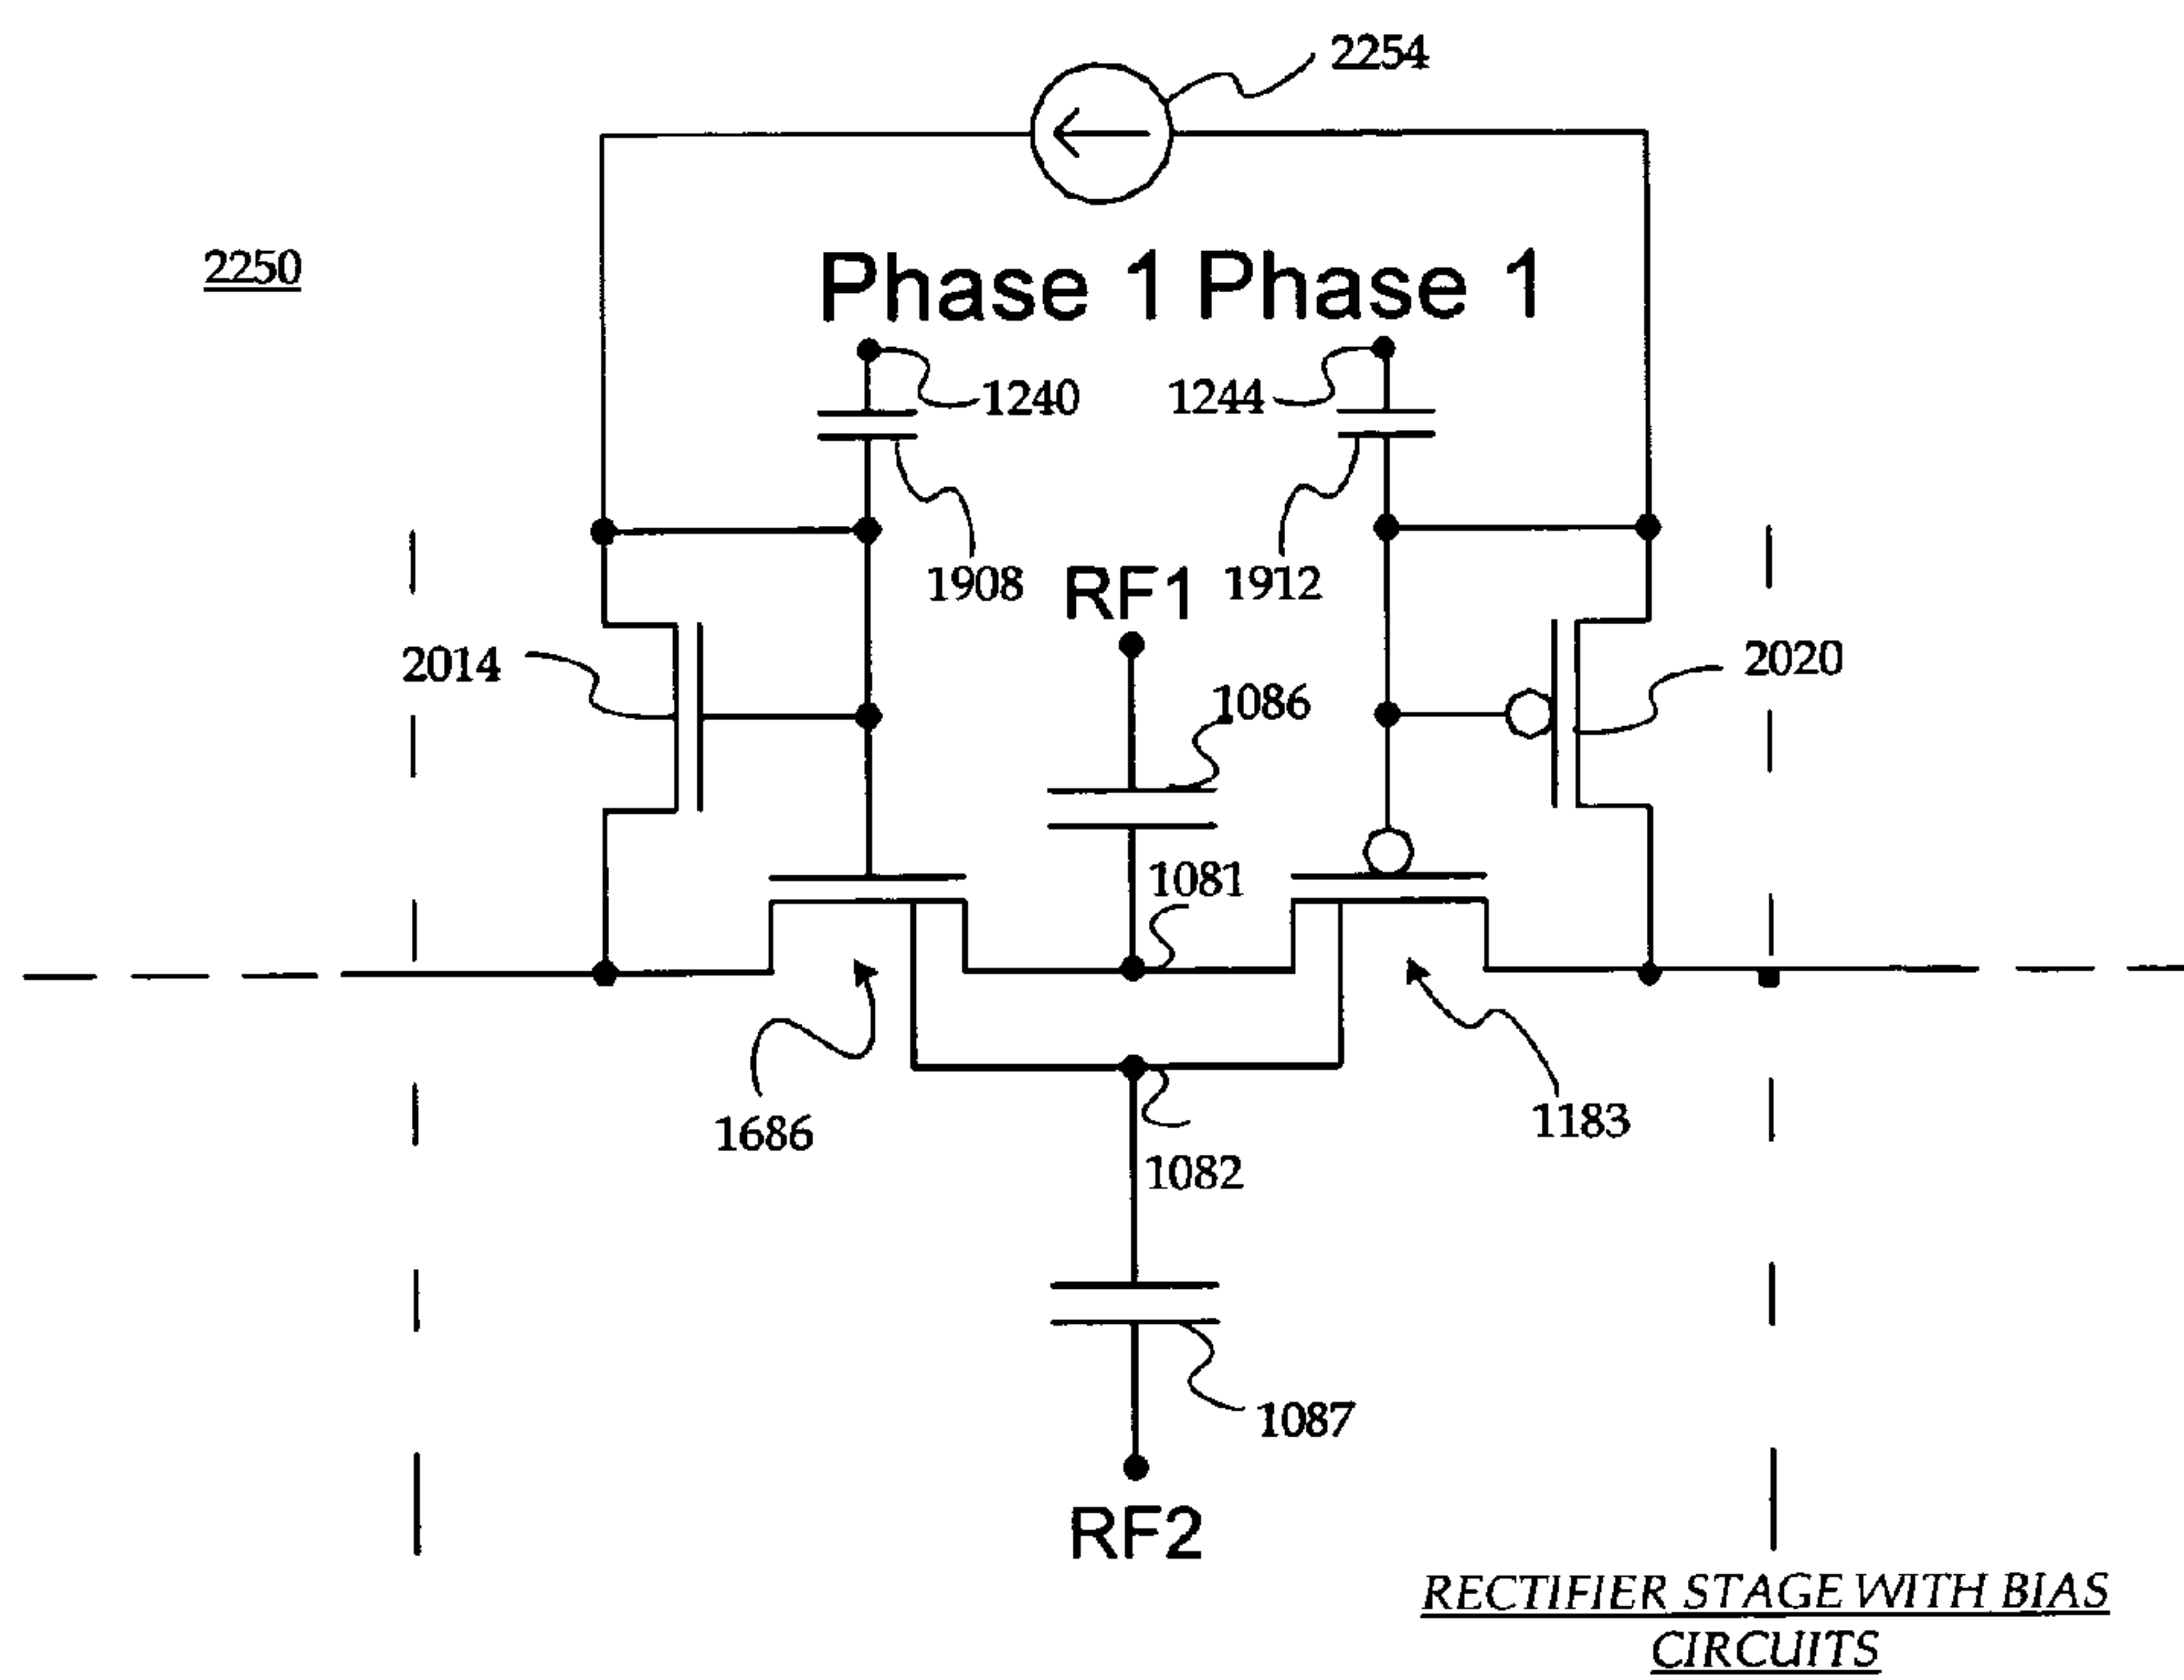 2254
2250
Phase 1 Phase 1
1240
1244
1908
RF1
1912
2014
2020
1086
1081
1686
1183
1082
1087
RF2
RECTIFIER STAGE WITH BIAS
CIRCUITS